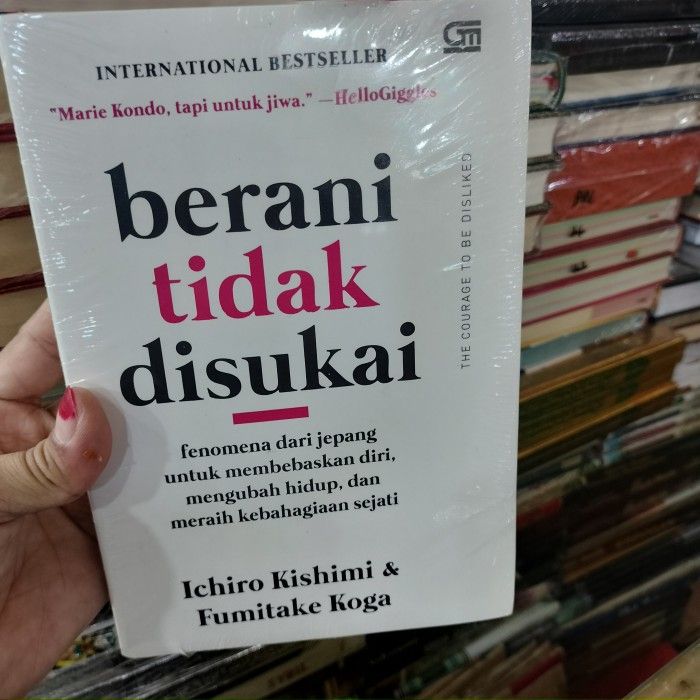 INTERNATIONAL BESTSELLER
"Marie Kondo, tapi untuk jiwa." —HelloGiggles
berani
tidak
disukai
THE COURAGE TO BE DISLIKED
fenomena dari jepang
untuk membebaskan diri,
mengubah hidup, dan
meraih kebahagiaan sejati
Ichiro Kishimi &
Fumitake Koga